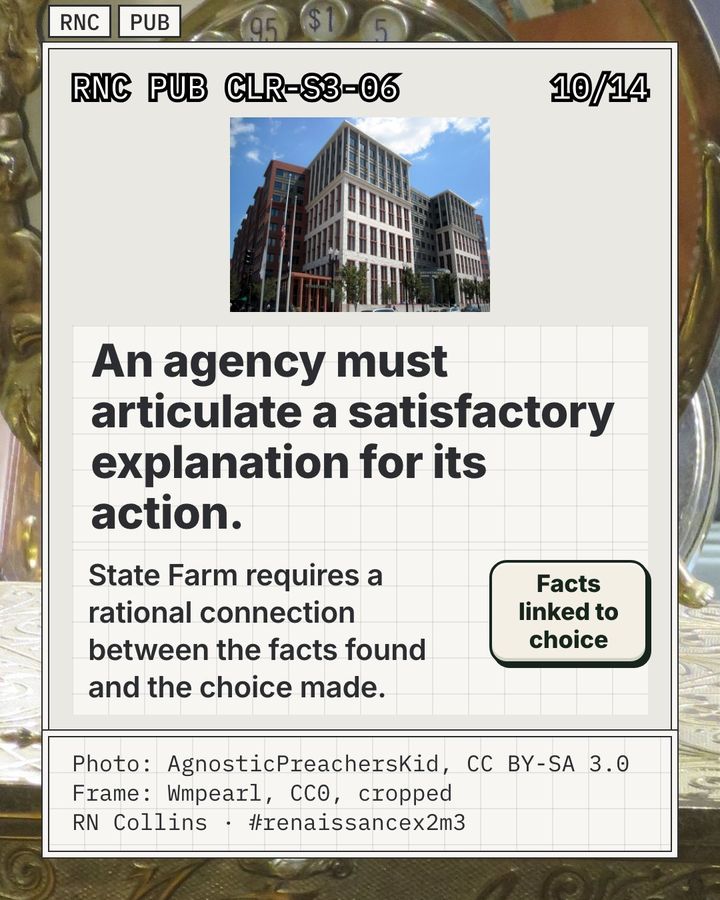 RNC PUB
95 $1 5
RNC PUB CLR-S3-06 10/14
An agency must
articulate a satisfactory
explanation for its
action.
State Farm requires a
rational connection
between the facts found
and the choice made.
Facts
linked to
choice
Photo: AgnosticPreachersKid, CC BY-SA 3.0
Frame: Wmpearl, CC0, cropped
RN Collins · #renaissancex2m3